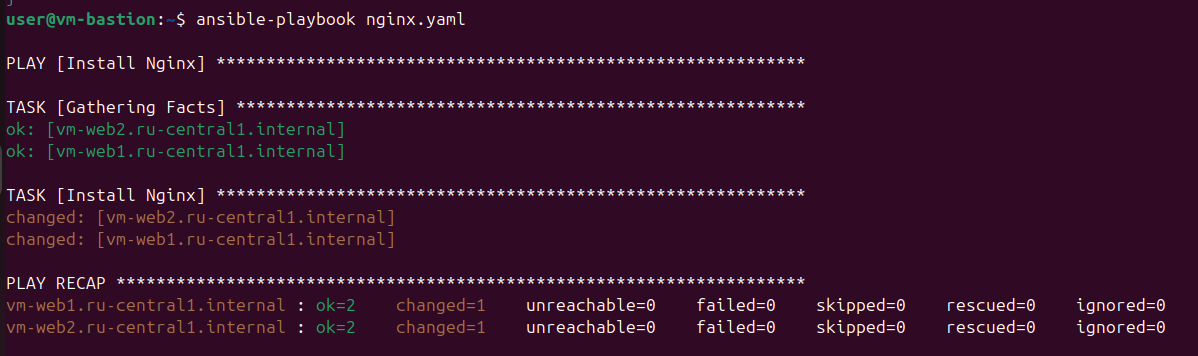 user@vm-bastion:~$ ansible-playbook nginx.yaml
PLAY [Install Nginx] ***********************************************************
TASK [Gathering Facts] *********************************************************
ok: [vm-web2.ru-central1.internal]
ok: [vm-web1.ru-central1.internal]
TASK [Install Nginx] ***********************************************************
changed: [vm-web2.ru-central1.internal]
changed: [vm-web1.ru-central1.internal]
PLAY RECAP *********************************************************************
vm-web1.ru-central1.internal : ok=2    changed=1    unreachable=0    failed=0    skipped=0    rescued=0    ignored=0
vm-web2.ru-central1.internal : ok=2    changed=1    unreachable=0    failed=0    skipped=0    rescued=0    ignored=0